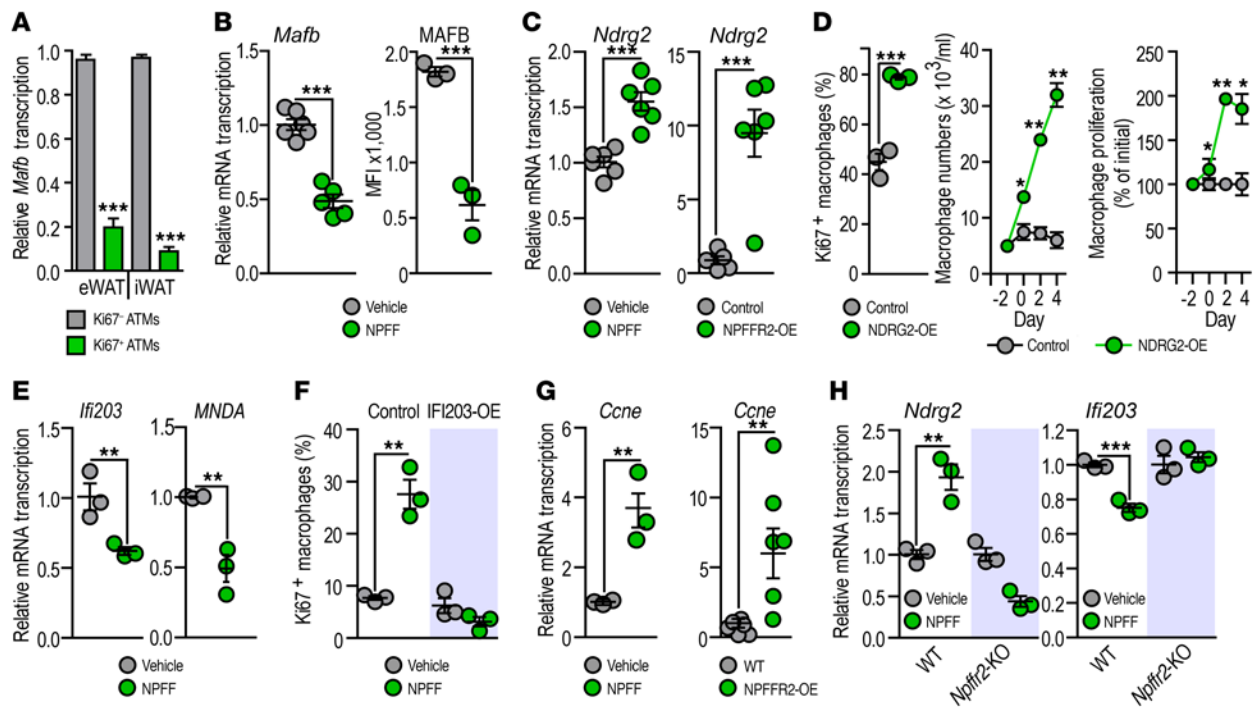 A
Relative Mafb transcription
1.0
0.8
0.6
0.4
0.2
0.0
***
***
eWAT iWAT
Ki67- ATMs
Ki67+ ATMs
B
Mafb
Relative mRNA transcription
1.5
1.0
0.5
0.0
***
MAFB
MFI x1,000
2.0
1.5
1.0
0.5
0
***
Vehicle
NPFF
C
Ndrg2
Relative mRNA transcription
2.0
1.5
1.0
0.5
0.0
***
Vehicle
NPFF
Ndrg2
15
10
5
0
***
Control
NPFFR2-OE
D
Ki67+ macrophages (%)
80
60
40
20
0
***
Control
NDRG2-OE
Macrophage numbers (x 10^3/ml)
40
30
20
10
0
*
**
**
-2 0 2 4
Day
Macrophage proliferation
(% of initial)
250
200
150
100
50
0
*
**
*
-2 0 2 4
Day
Control
NDRG2-OE
E
Ifi203
Relative mRNA transcription
1.5
1.0
0.5
0.0
**
MNDA
1.5
1.0
0.5
0.0
**
Vehicle
NPFF
F
Control IFI203-OE
Ki67+ macrophages (%)
40
30
20
10
0
**
Vehicle
NPFF
G
Ccne
Relative mRNA transcription
6
4
2
0
**
Vehicle
NPFF
Ccne
15
10
5
0
**
WT
NPFFR2-OE
H
Ndrg2
Relative mRNA transcription
2.5
2.0
1.5
1.0
0.5
0.0
**
Vehicle
NPFF
WT
Npffr2-KO
Ifi203
1.2
1.0
0.8
0.6
0.4
0.2
0.0
***
Vehicle
NPFF
WT
Npffr2-KO